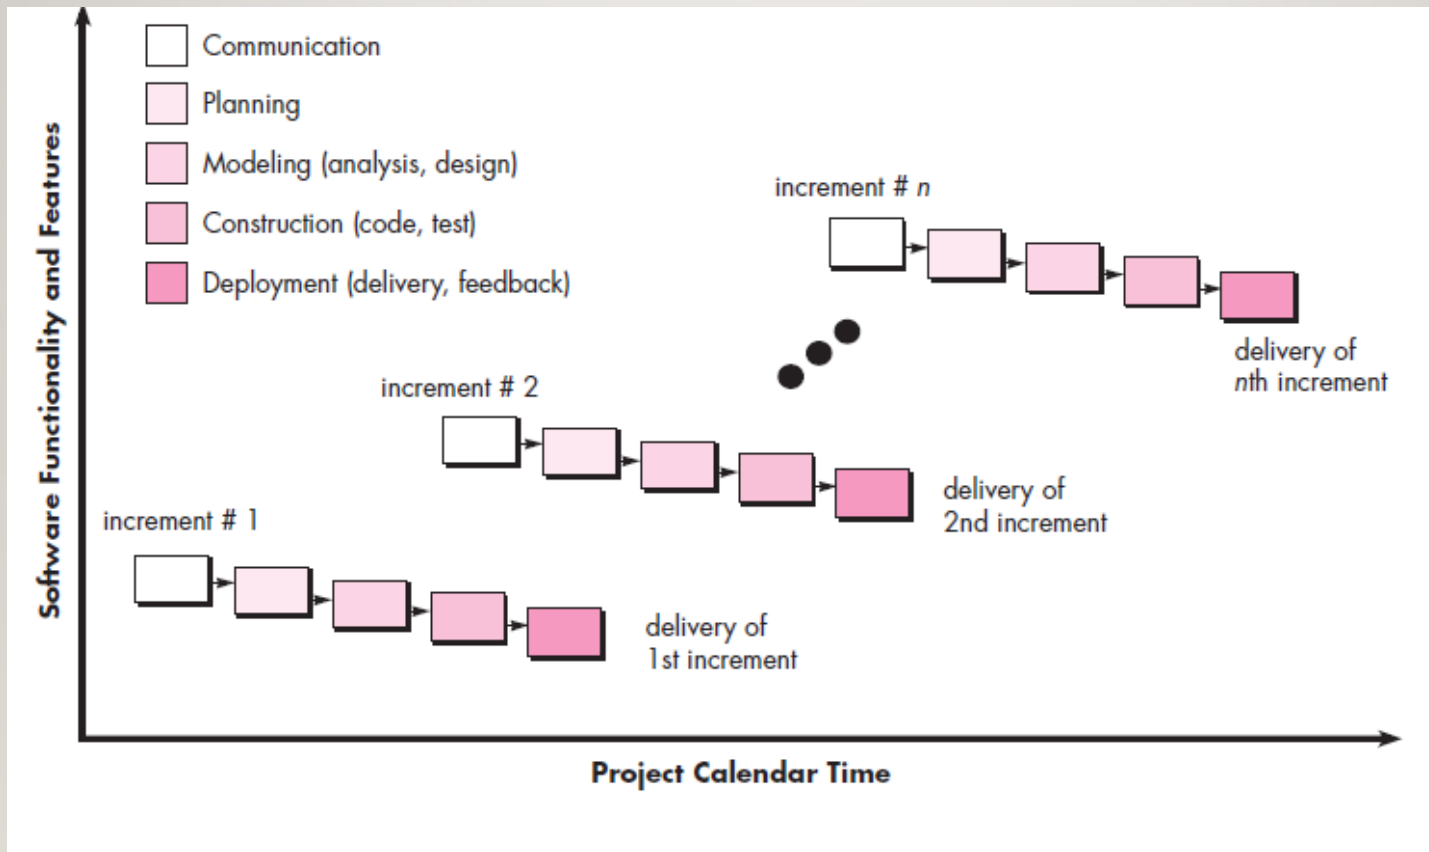 Communication
Planning
Modeling (analysis, design)
Construction (code, test)
Deployment (delivery, feedback)
Software Functionality and Features
increment # n
delivery of
nth increment
increment # 2
delivery of
2nd increment
increment # 1
delivery of
1st increment
Project Calendar Time